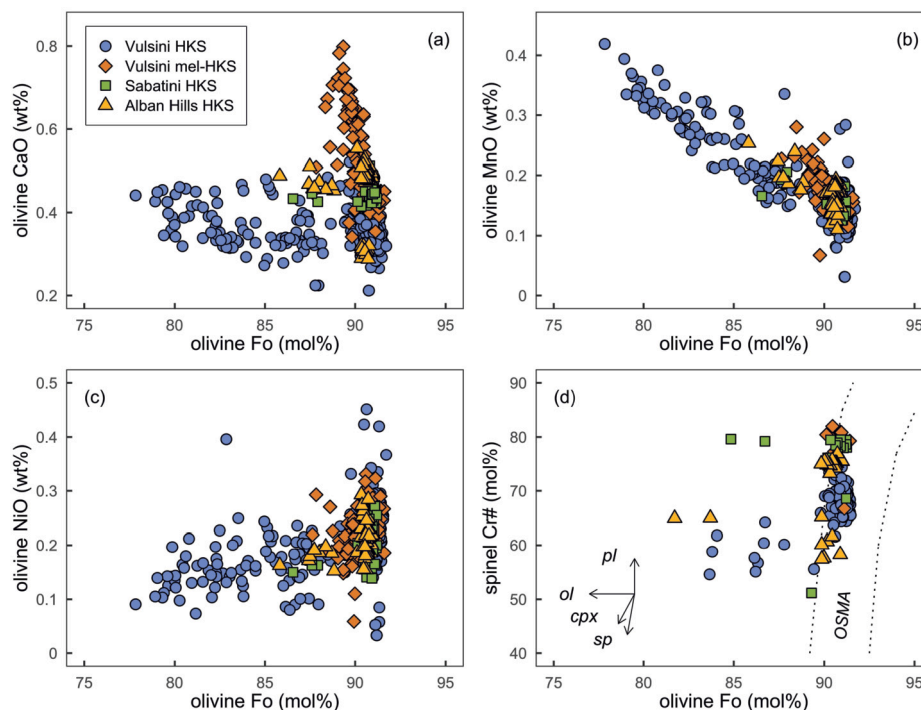 (a)
Vulsini HKS
Vulsini mel-HKS
Sabatini HKS
Alban Hills HKS
olivine CaO (wt%)
0.8
0.6
0.4
0.2
75 80 85 90 95
olivine Fo (mol%)
(b)
olivine MnO (wt%)
0.4
0.3
0.2
0.1
0
75 80 85 90 95
olivine Fo (mol%)
(c)
olivine NiO (wt%)
0.5
0.4
0.3
0.2
0.1
0
75 80 85 90 95
olivine Fo (mol%)
(d)
spinel Cr# (mol%)
90
80
70
60
50
40
pl
ol
cpx
sp
OSMA
75 80 85 90 95
olivine Fo (mol%)